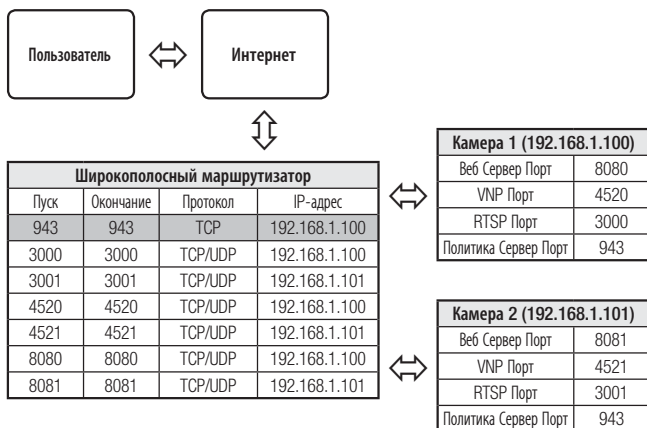 Пользователь
Интернет
Широкополосный маршрутизатор
Пуск Окончание Протокол IP-адрес
943 943 TCP 192.168.1.100
3000 3000 TCP/UDP 192.168.1.100
3001 3001 TCP/UDP 192.168.1.101
4520 4520 TCP/UDP 192.168.1.100
4521 4521 TCP/UDP 192.168.1.101
8080 8080 TCP/UDP 192.168.1.100
8081 8081 TCP/UDP 192.168.1.101
Камера 1 (192.168.1.100)
Веб Сервер Порт 8080
VNP Порт 4520
RTSP Порт 3000
Политика Сервер Порт 943
Камера 2 (192.168.1.101)
Веб Сервер Порт 8081
VNP Порт 4521
RTSP Порт 3001
Политика Сервер Порт 943